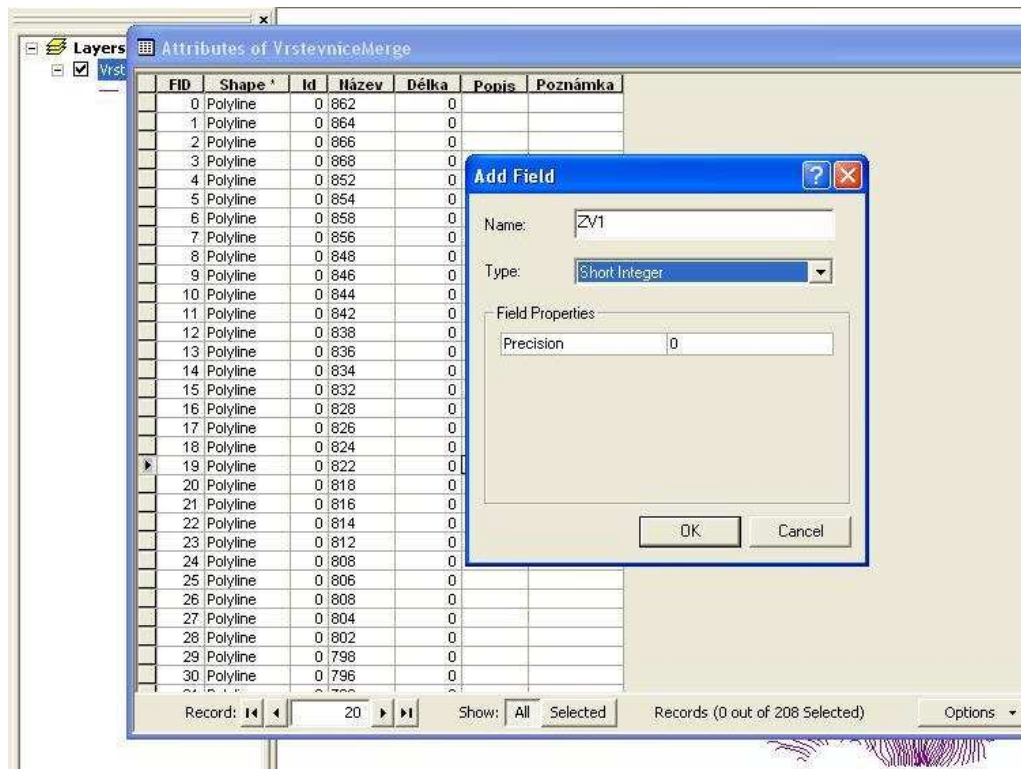 x
Layers
Attributes of VrstevniceMerge
Vrst
FID Shape * Id Název Délka Popis Poznámka
0 Polyline 0 862 0
1 Polyline 0 864 0
2 Polyline 0 866 0
3 Polyline 0 868 0
4 Polyline 0 852 0
5 Polyline 0 854 0
6 Polyline 0 858 0
7 Polyline 0 856 0
8 Polyline 0 848 0
9 Polyline 0 846 0
10 Polyline 0 844 0
11 Polyline 0 842 0
12 Polyline 0 838 0
13 Polyline 0 836 0
14 Polyline 0 834 0
15 Polyline 0 832 0
16 Polyline 0 828 0
17 Polyline 0 826 0
18 Polyline 0 824 0
19 Polyline 0 822 0
20 Polyline 0 818 0
21 Polyline 0 816 0
22 Polyline 0 814 0
23 Polyline 0 812 0
24 Polyline 0 808 0
25 Polyline 0 806 0
26 Polyline 0 808 0
27 Polyline 0 804 0
28 Polyline 0 802 0
29 Polyline 0 798 0
30 Polyline 0 796 0
Add Field
?
Name: ZV1
Type: Short Integer
Field Properties
Precision 0
OK Cancel
Record: 20 Show: All Selected Records (0 out of 208 Selected) Options